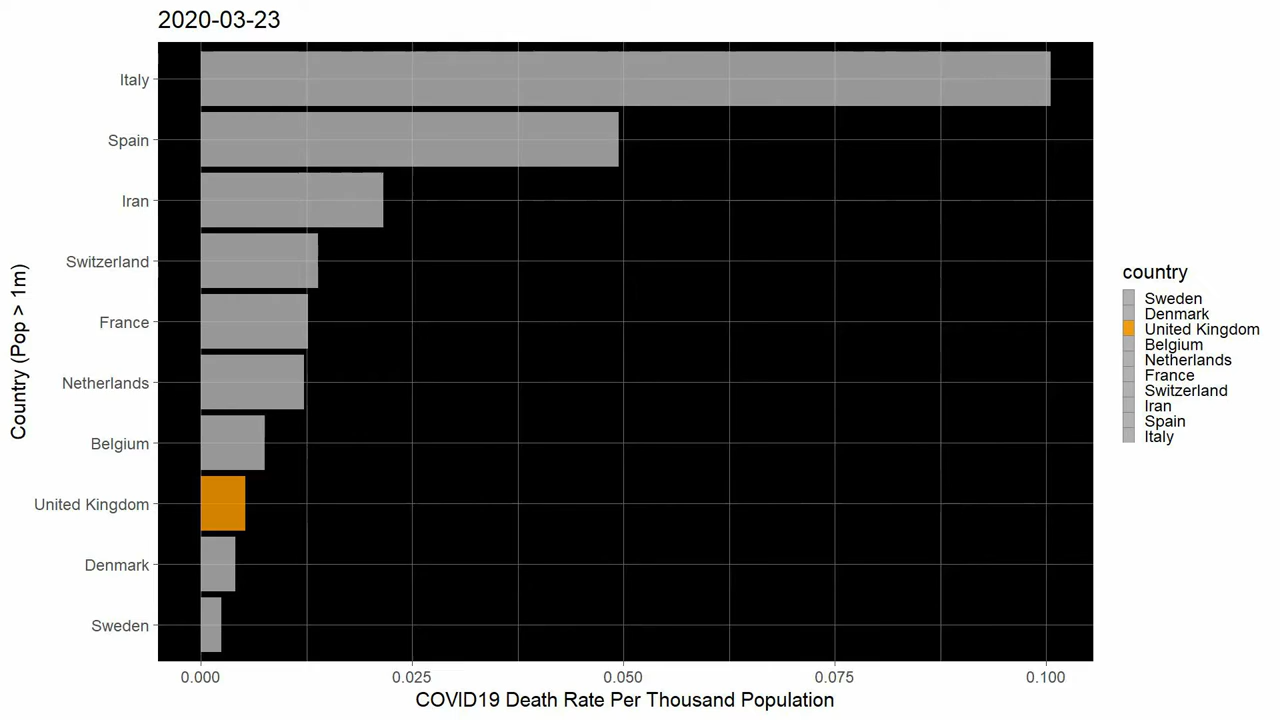 2020-03-23
Italy
Spain
Iran
Switzerland
France
Netherlands
Belgium
United Kingdom
Denmark
Sweden
Country (Pop > 1m)
0.000 0.025 0.050 0.075 0.100
COVID19 Death Rate Per Thousand Population
country
Sweden
Denmark
United Kingdom
Belgium
Netherlands
France
Switzerland
Iran
Spain
Italy